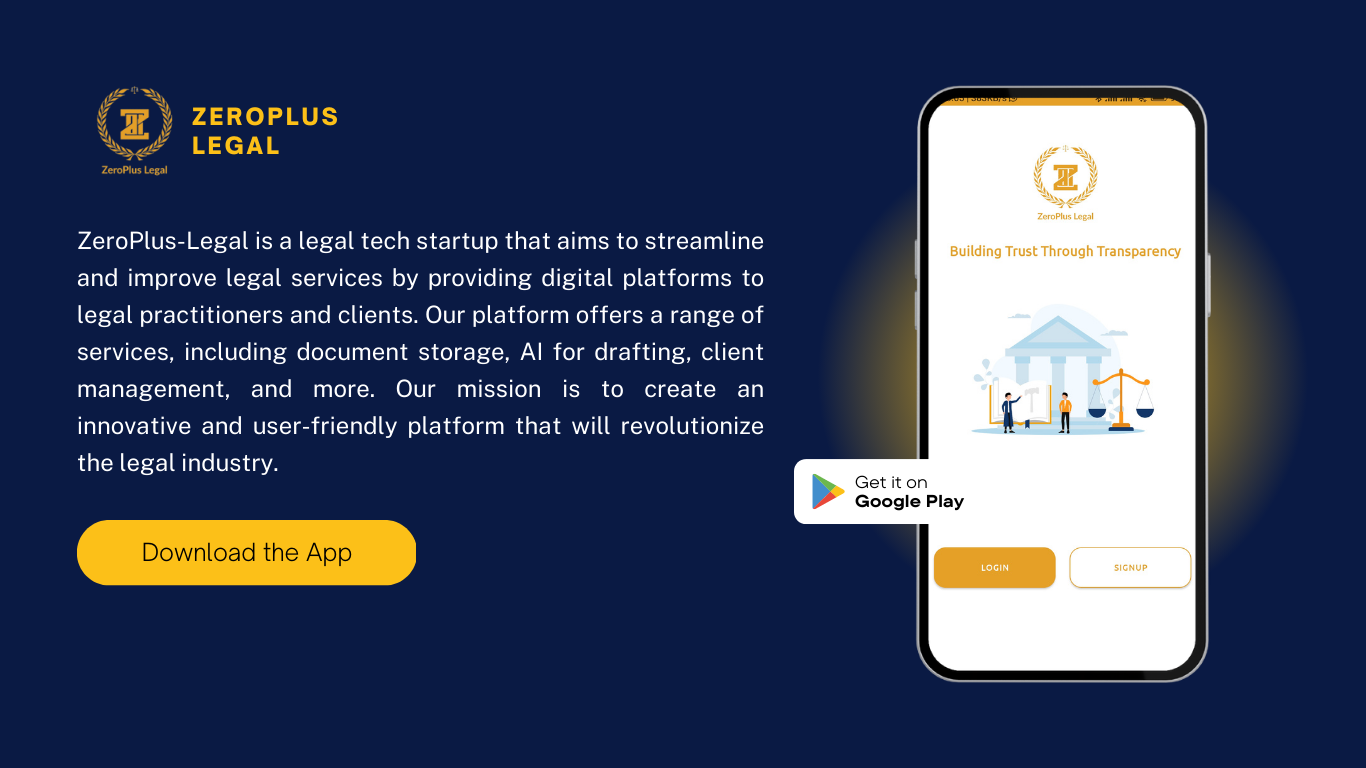 ZEROPLUS
LEGAL
ZeroPlus Legal
ZeroPlus-Legal is a legal tech startup that aims to streamline
and improve legal services by providing digital platforms to
legal practitioners and clients. Our platform offers a range of
services, including document storage, AI for drafting, client
management, and more. Our mission is to create an
innovative and user-friendly platform that will revolutionize
the legal industry.
Download the App
ZeroPlus Legal
Building Trust Through Transparency
Get it on
Google Play
LOGIN
SIGNUP